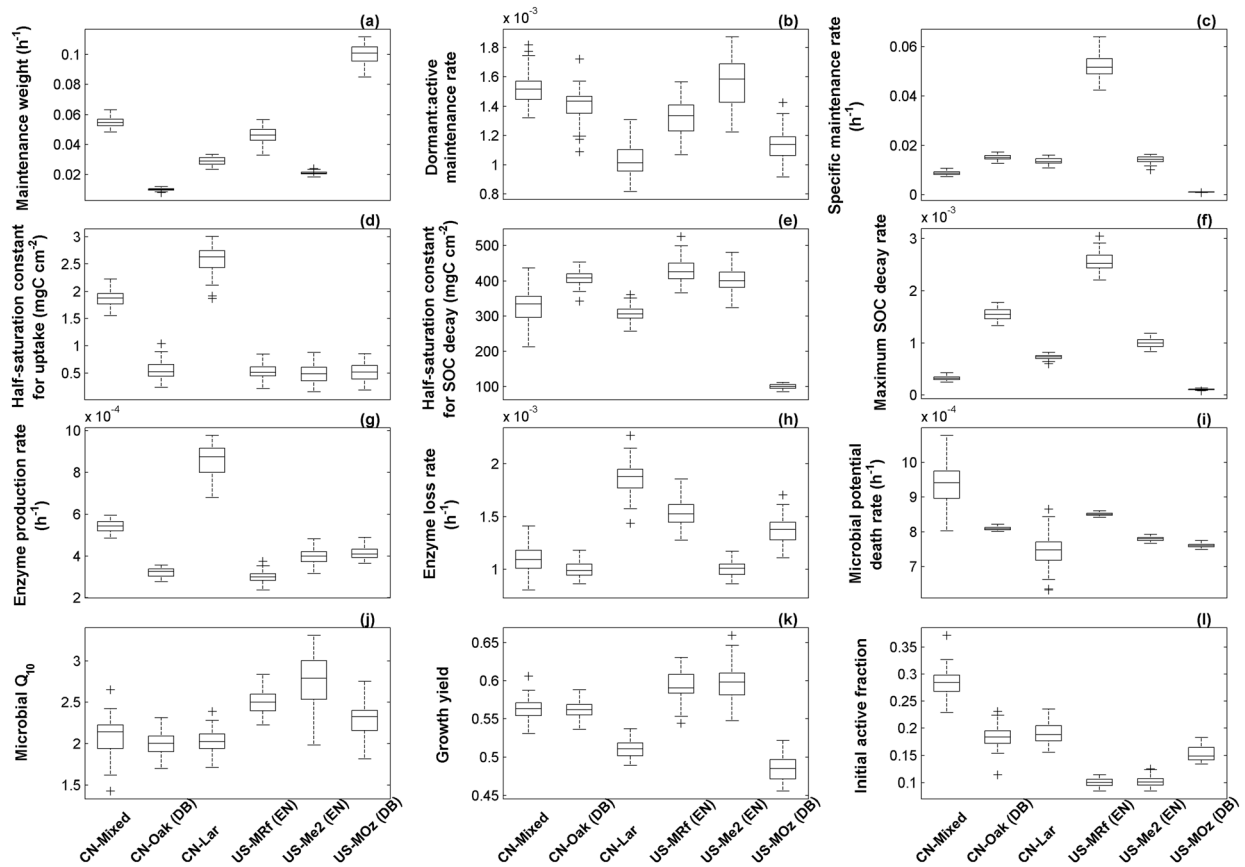 (a)
Maintenance weight (h⁻¹)
0.1
0.08
0.06
0.04
0.02
(b)
x 10⁻³
Dormant:active
maintenance rate
1.8
1.6
1.4
1.2
1
0.8
(c)
Specific maintenance rate
(h⁻¹)
0.06
0.04
0.02
0
(d)
Half-saturation constant
for uptake (mgC cm⁻²)
3
2.5
2
1.5
1
0.5
(e)
Half-saturation constant
for SOC decay (mgC cm⁻²)
500
400
300
200
100
(f)
x 10⁻³
Maximum SOC decay rate
3
2
1
0
(g)
x 10⁻⁴
Enzyme production rate
(h⁻¹)
10
8
6
4
2
(h)
x 10⁻³
Enzyme loss rate
(h⁻¹)
2
1.5
1
(i)
x 10⁻⁴
Microbial potential
death rate (h⁻¹)
10
9
8
7
6
(j)
Microbial Q₁₀
3
2.5
2
1.5
CN-Mixed
CN-Oak (DB)
CN-Lar
US-MRf (EN)
US-Me2 (EN)
US-MOz (DB)
(k)
Growth yield
0.65
0.6
0.55
0.5
0.45
CN-Mixed
CN-Oak (DB)
CN-Lar
US-MRf (EN)
US-Me2 (EN)
US-MOz (DB)
(l)
Initial active fraction
0.35
0.3
0.25
0.2
0.15
0.1
CN-Mixed
CN-Oak (DB)
CN-Lar
US-MRf (EN)
US-Me2 (EN)
US-MOz (DB)